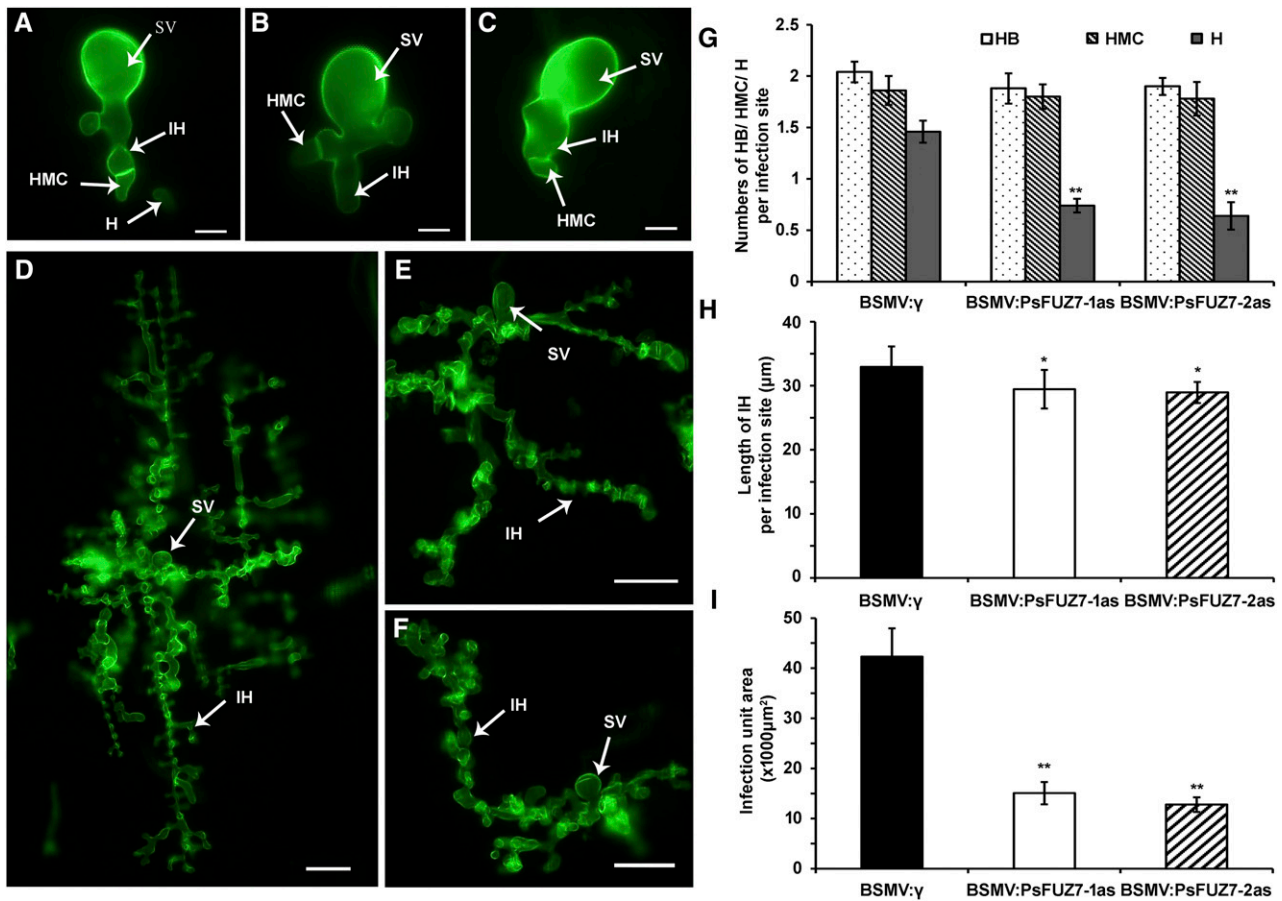 A
SV
IH
HMC
H
B
SV
HMC
IH
C
SV
IH
HMC
D
SV
IH
E
SV
IH
F
IH
SV
G
HB HMC H
Numbers of HB/ HMC/ H
per infection site
2.5
2
1.5
1
0.5
0
** **
BSMV:γ BSMV:PsFUZ7-1as BSMV:PsFUZ7-2as
H
Length of IH
per infection site (µm)
40
30
20
10
0
* *
BSMV:γ BSMV:PsFUZ7-1as BSMV:PsFUZ7-2as
I
Infection unit area
(x1000µm²)
50
40
30
20
10
0
** **
BSMV:γ BSMV:PsFUZ7-1as BSMV:PsFUZ7-2as